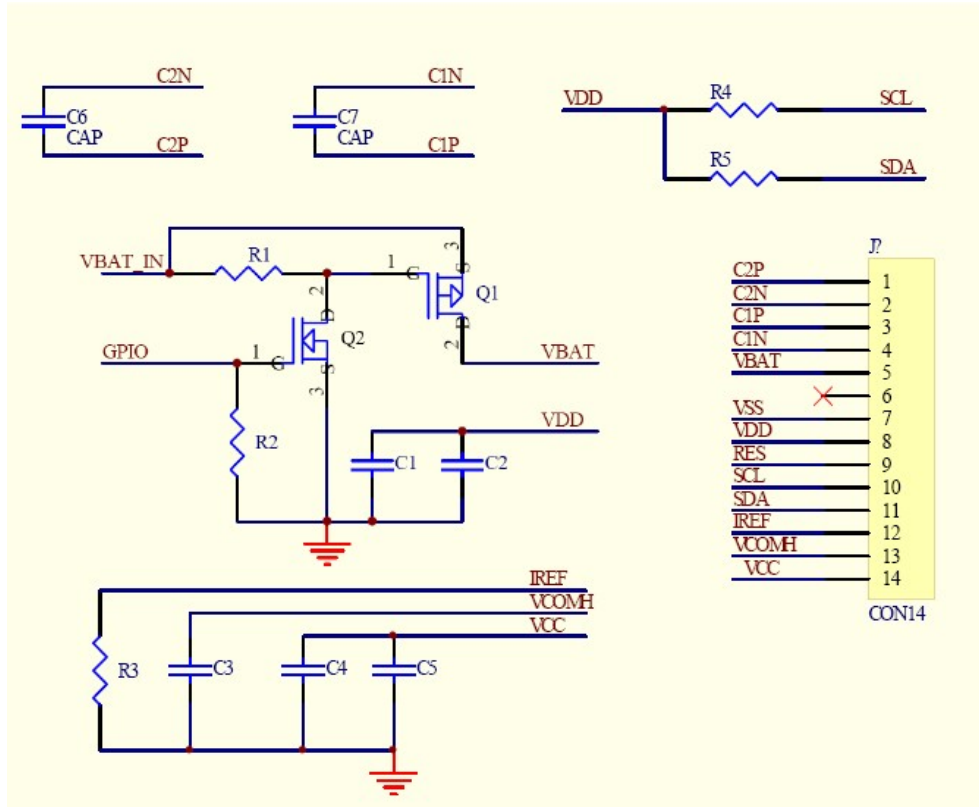 C2N
C6
CAP
C2P
C1N
C7
CAP
C1P
VDD
R4
SCL
R5
SDA
VBAT_IN
R1
1
G
3
S
Q1
D
2
VBAT
2
D
Q2
GPIO
1
G
S
3
R2
VDD
C1
C2
J?
C2P
1
C2N
2
C1P
3
C1N
4
VBAT
5
6
VSS
7
VDD
8
RES
9
SCL
10
SDA
11
IREF
12
VCOMH
13
VCC
14
CON14
IREF
VCOMH
VCC
R3
C3
C4
C5